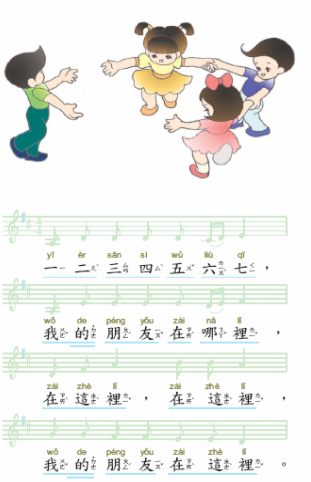 yī èr sān sì wǔ liù qī
一 二 三 四 五 六 七 ，
wǒ de péng yǒu zài nǎ lǐ
我 的 朋 友 在 哪 裡 ，
zài zhè lǐ zài zhè lǐ
在 這 裡 ， 在 這 裡 ，
wǒ de péng yǒu zài zhè lǐ
我 的 朋 友 在 這 裡 。